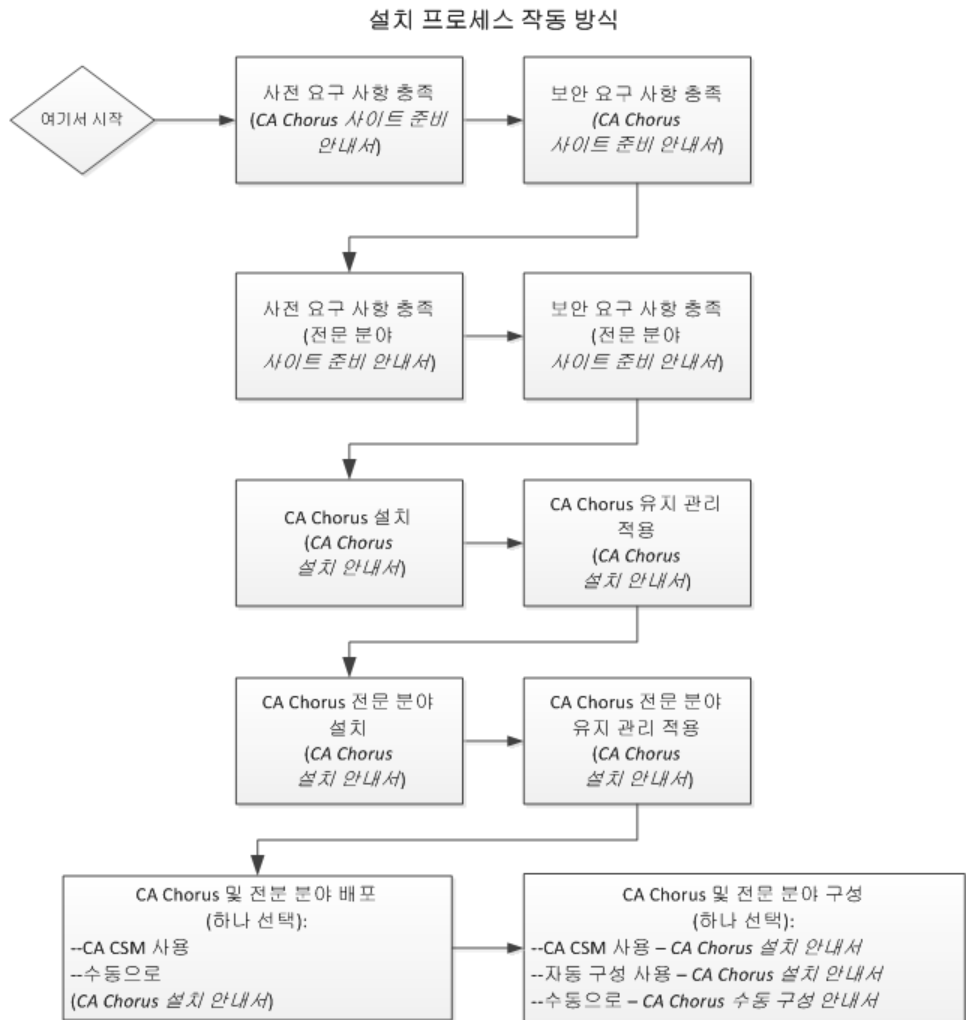 설치 프로세스 작동 방식
여기서 시작
사전 요구 사항 충족
(CA Chorus 사이트 준비
안내서)
보안 요구 사항 충족
(CA Chorus
사이트 준비 안내서)
사전 요구 사항 충족
(전문 분야
사이트 준비 안내서)
보안 요구 사항 충족
(전문 분야
사이트 준비 안내서)
CA Chorus 설치
(CA Chorus
설치 안내서)
CA Chorus 유지 관리
적용
(CA Chorus
설치 안내서)
CA Chorus 전문 분야
설치
(CA Chorus
설치 안내서)
CA Chorus 전문 분야
유지 관리 적용
(CA Chorus
설치 안내서)
CA Chorus 및 전분 분야 배포
(하나 선택):
--CA CSM 사용
--수동으로
(CA Chorus 설치 안내서)
CA Chorus 및 전문 분야 구성
(하나 선택):
--CA CSM 사용 – CA Chorus 설치 안내서
--자동 구성 사용 – CA Chorus 설치 안내서
--수동으로 – CA Chorus 수동 구성 안내서